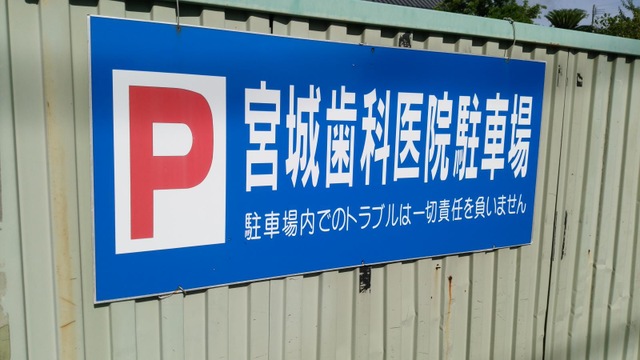 P
宮城歯科医院駐車場
駐車場内でのトラブルは一切責任を負いません